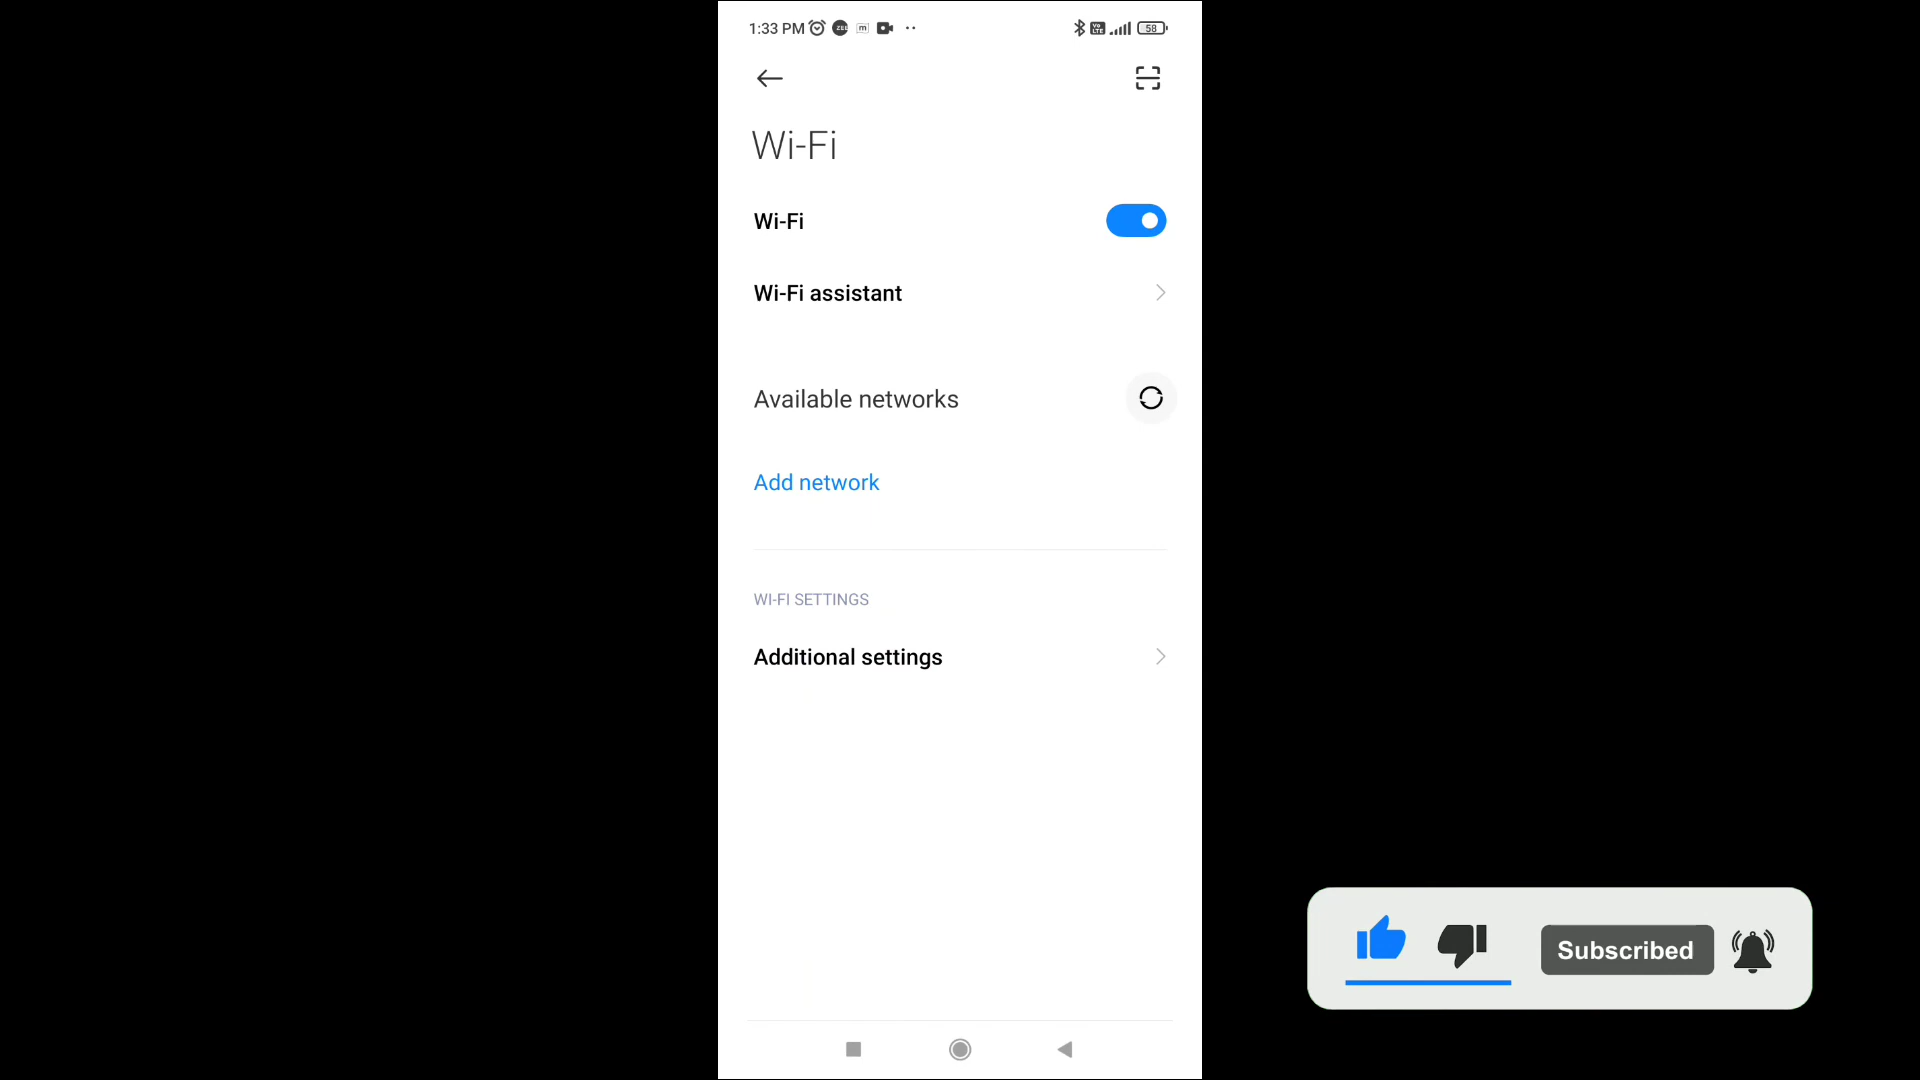 1:33 PM
58
Wi-Fi
Wi-Fi
Wi-Fi assistant
Available networks
Add network
WI-FI SETTINGS
Additional settings
Subscribed